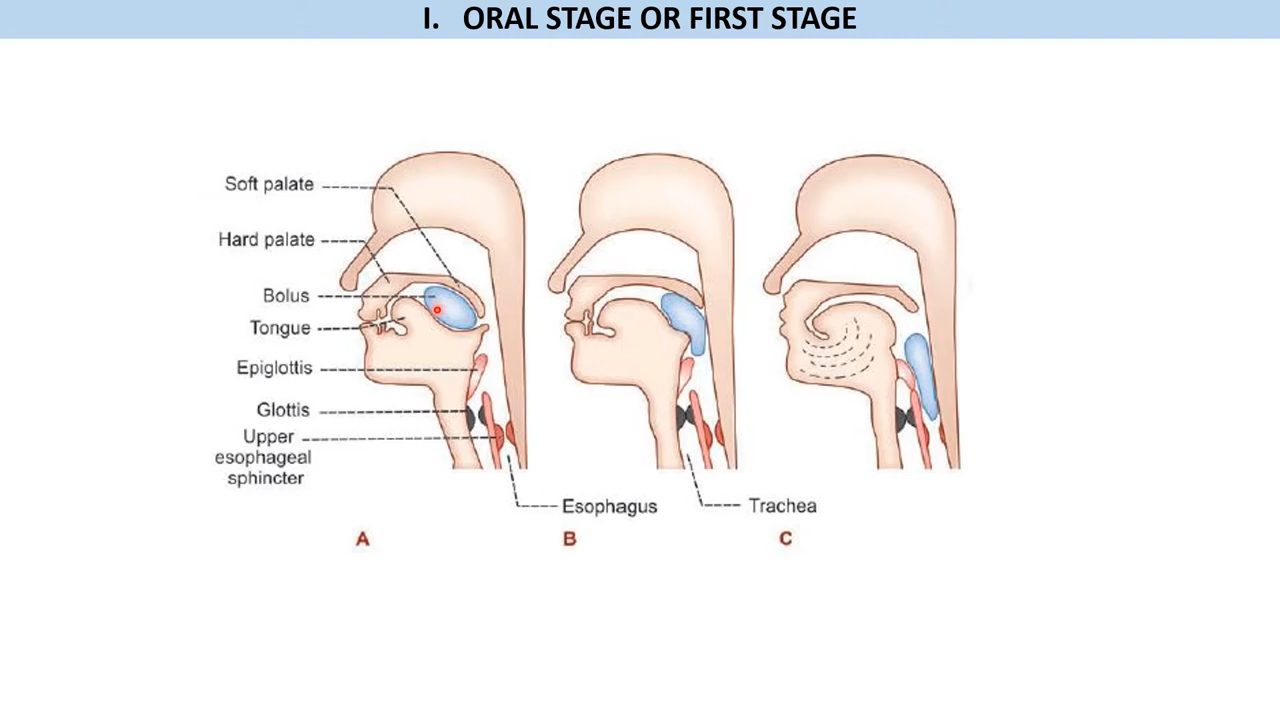 I. ORAL STAGE OR FIRST STAGE
Soft palate
Hard palate
Bolus
Tongue
Epiglottis
Glottis
Upper
esophageal
sphincter
Esophagus
Trachea
A
B
C